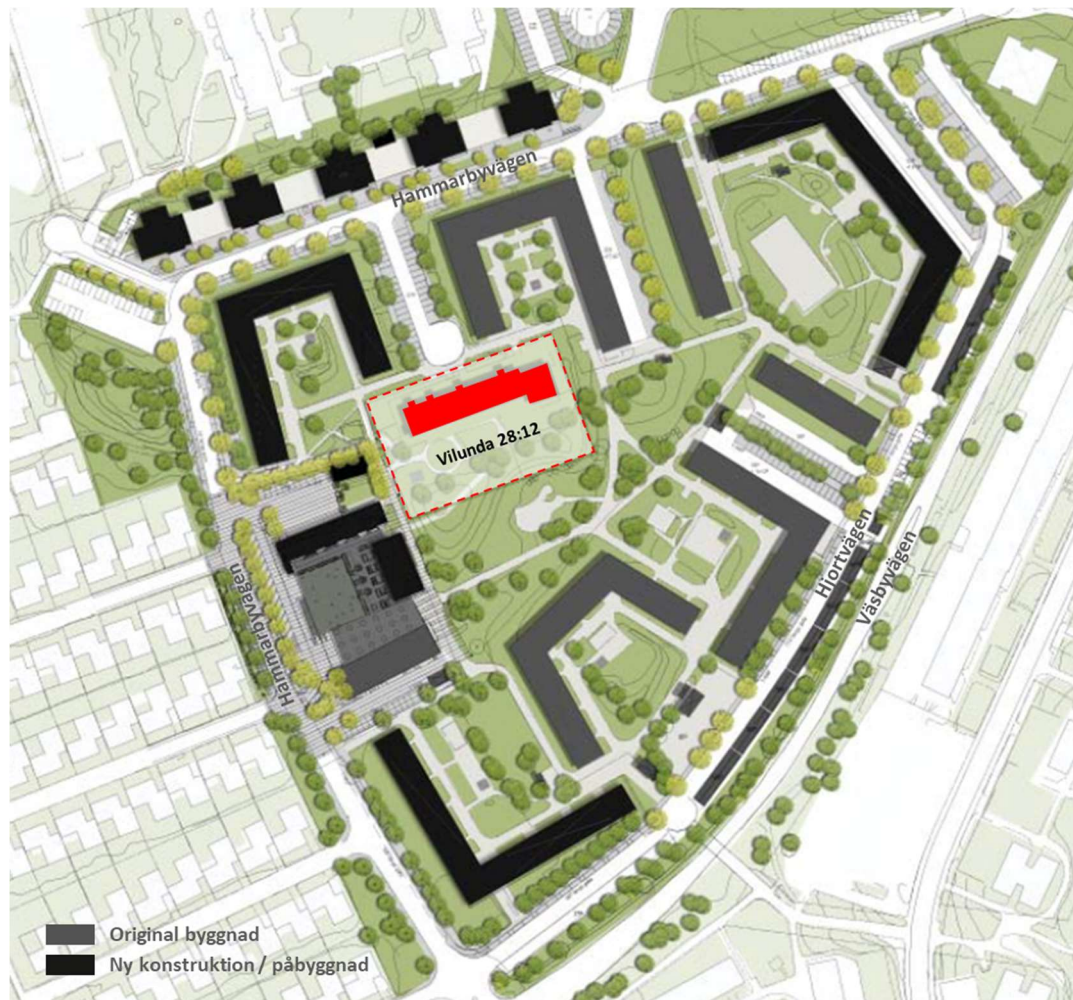 Hammarbyvägen
Vilunda 28:12
Hammarbyvägen
Hjortvägen
Väsbyvägen
Original byggnad
Ny konstruktion / påbyggnad